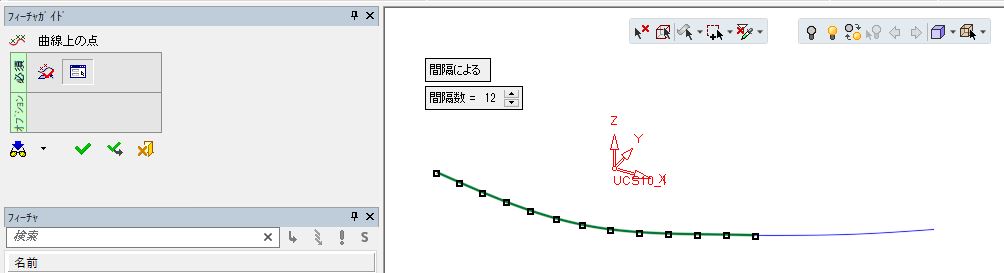 フィーチャガイド
曲線上の点
必須
オプション
フィーチャ
検索
S
名前
間隔による
間隔数 = 12
Z
Y
X
UCS10_1